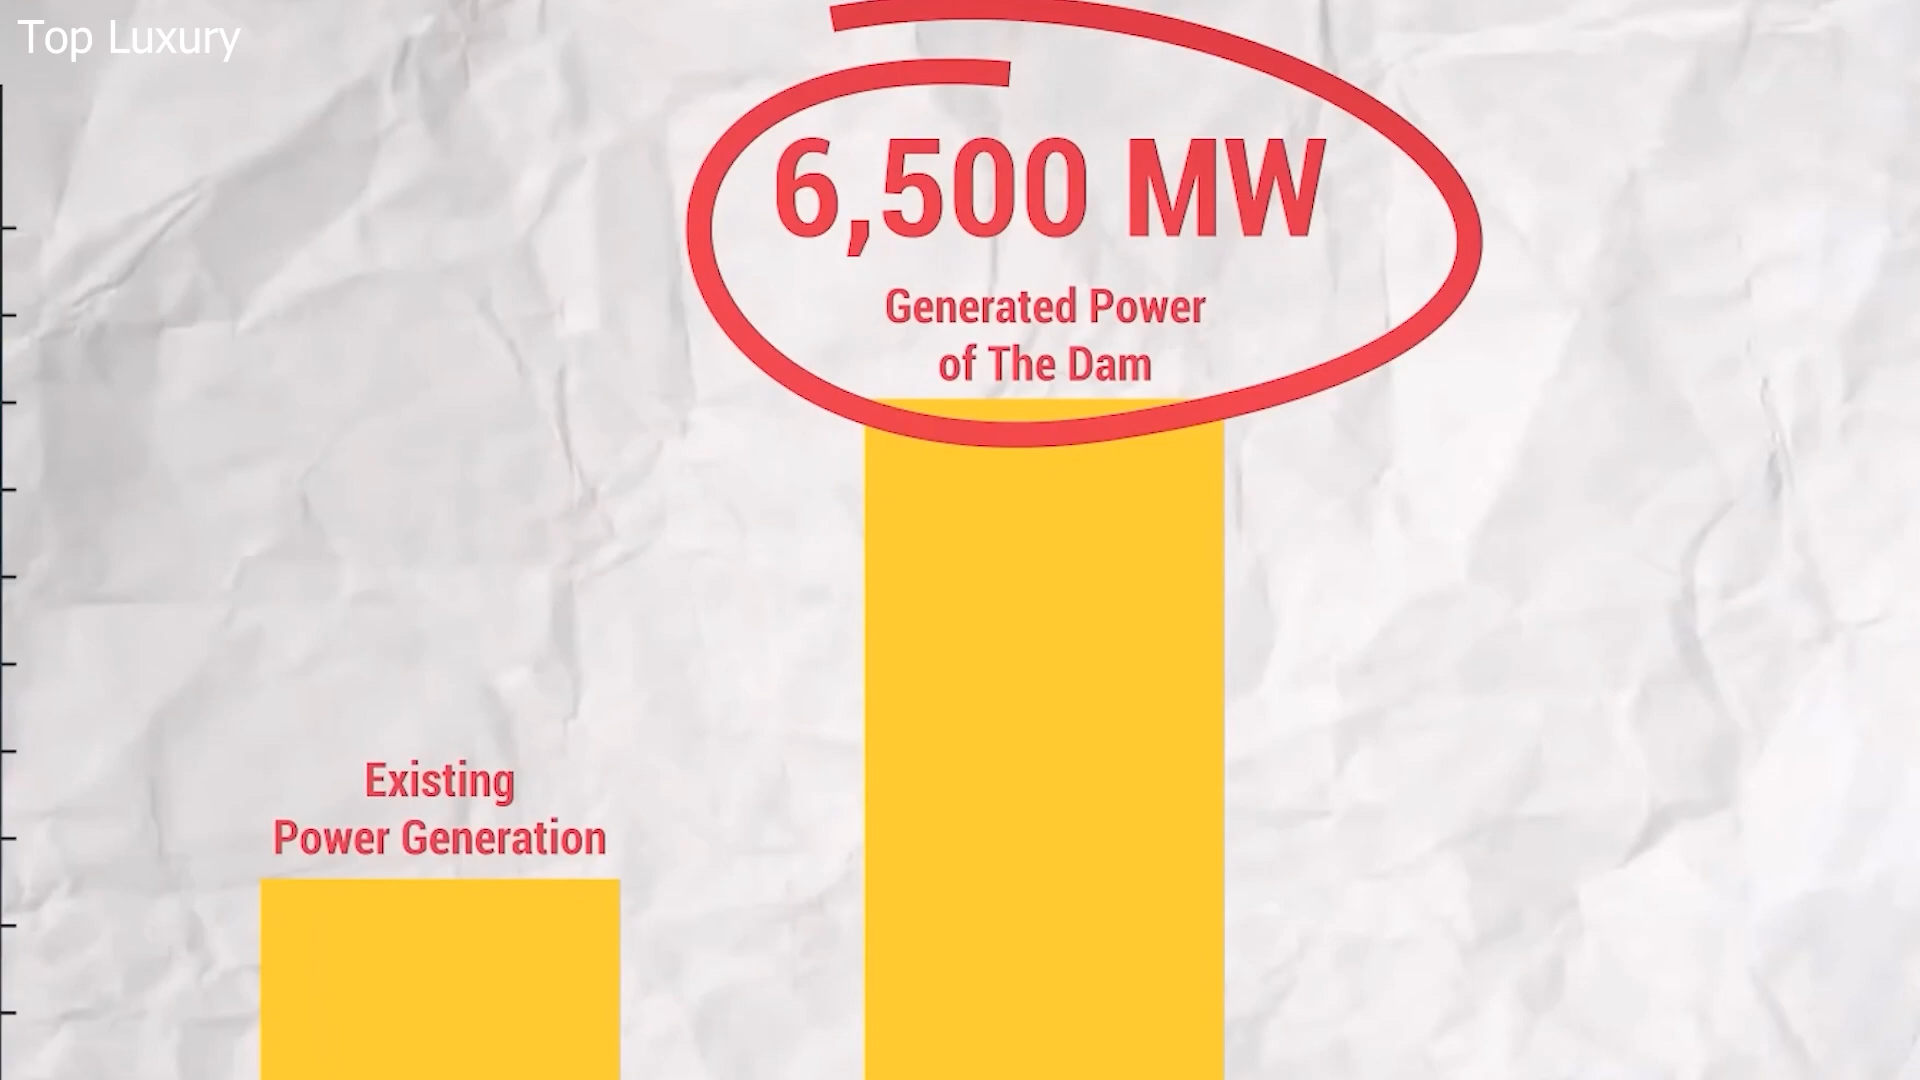 Top Luxury
6,500 MW
Generated Power
of The Dam
Existing
Power Generation